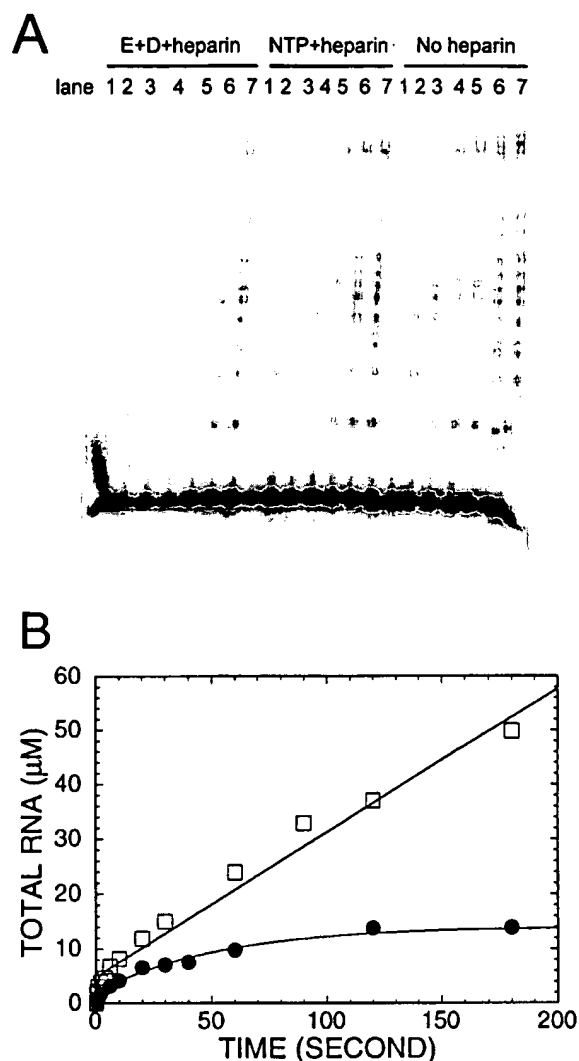 A
E+D+heparin NTP+heparin No heparin
lane 1 2 3 4 5 6 7 1 2 3 4 5 6 7 1 2 3 4 5 6 7
B
60
50
40
30
20
10
0
TOTAL RNA (μM)
0 50 100 150 200
TIME (SECOND)